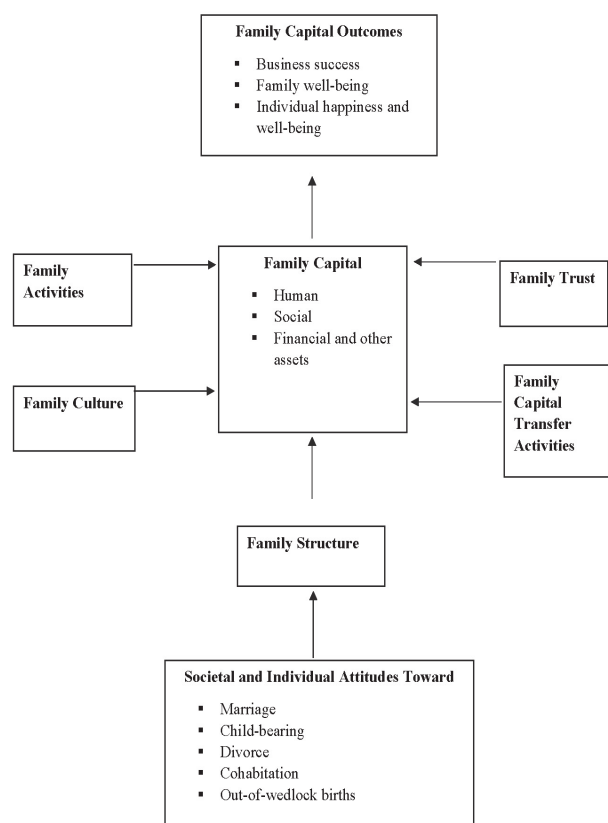 Family Capital Outcomes
▪ Business success
▪ Family well-being
▪ Individual happiness and
well-being
Family
Activities
Family Capital
▪ Human
▪ Social
▪ Financial and other
assets
Family Trust
Family Culture
Family
Capital
Transfer
Activities
Family Structure
Societal and Individual Attitudes Toward
▪ Marriage
▪ Child-bearing
▪ Divorce
▪ Cohabitation
▪ Out-of-wedlock births